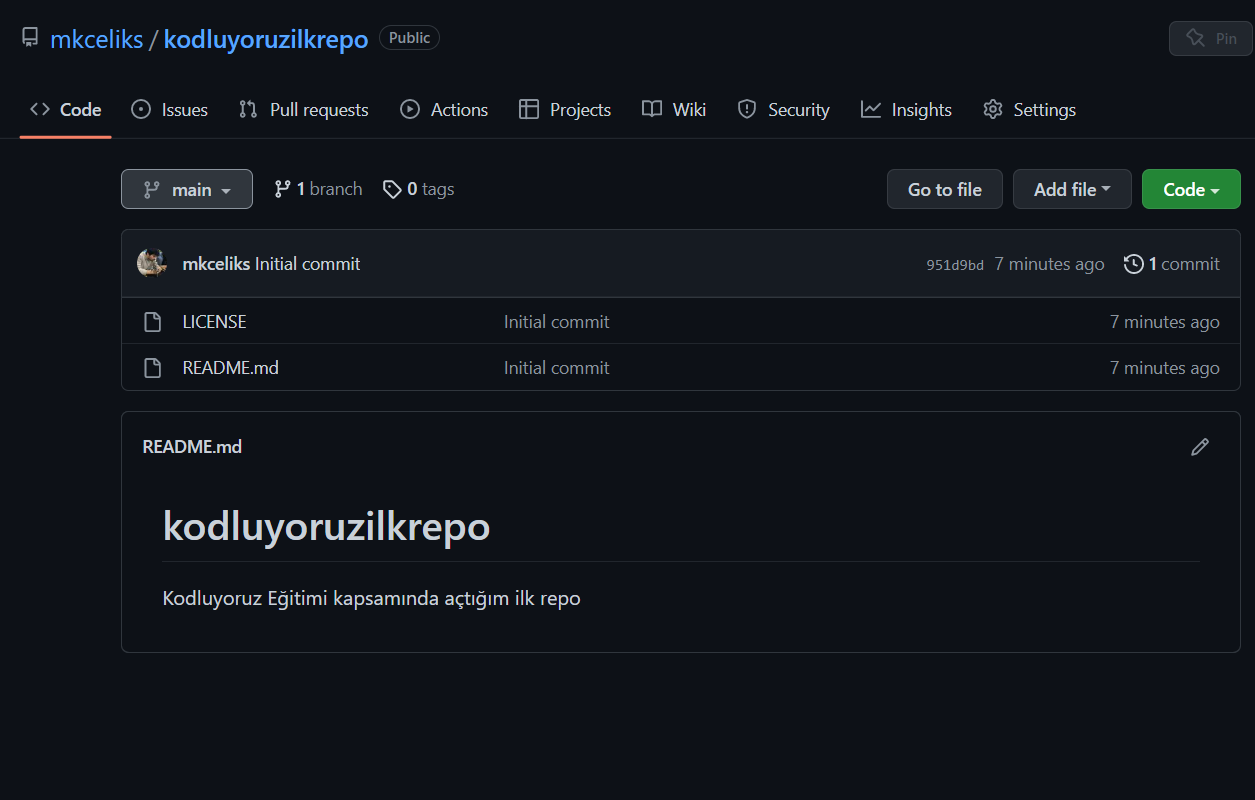 mkceliks / kodluyoruzilkrepo Public Pin
Code Issues Pull requests Actions Projects Wiki Security Insights Settings
main 1 branch 0 tags Go to file Add file Code
mkceliks Initial commit 951d9bd 7 minutes ago 1 commit
LICENSE Initial commit 7 minutes ago
README.md Initial commit 7 minutes ago
README.md
kodluyoruzilkrepo
Kodluyoruz Eğitimi kapsamında açtığım ilk repo